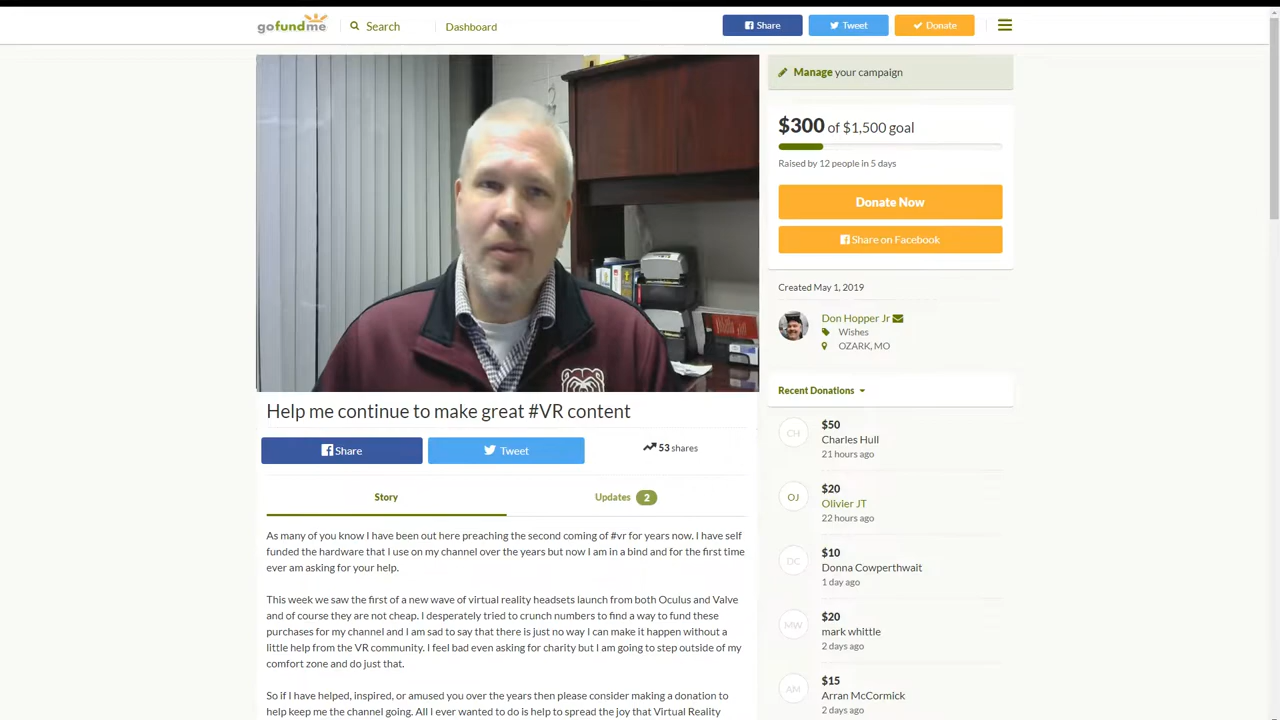 gofundme
Search
Dashboard
Share
Tweet
Donate
Manage your campaign
$300 of $1,500 goal
Raised by 12 people in 5 days
Donate Now
Share on Facebook
Created May 1, 2019
Don Hopper Jr
Wishes
OZARK, MO
Help me continue to make great #VR content
Share
Tweet
53 shares
Story
Updates 2
As many of you know I have been out here preaching the second coming of #vr for years now. I have self
funded the hardware that I use on my channel over the years but now I am in a bind and for the first time
ever am asking for your help.
This week we saw the first of a new wave of virtual reality headsets launch from both Oculus and Valve
and of course they are not cheap. I desperately tried to crunch numbers to find a way to fund these
purchases for my channel and I am sad to say that there is just no way I can make it happen without a
little help from the VR community. I feel bad even asking for charity but I am going to step outside of my
comfort zone and do just that.
So if I have helped, inspired, or amused you over the years then please consider making a donation to
help keep me the channel going. All I ever wanted to do is help to spread the joy that Virtual Reality
Recent Donations
CH
$50
Charles Hull
21 hours ago
OJ
$20
Olivier JT
22 hours ago
DC
$10
Donna Cowperthwait
1 day ago
MW
$20
mark whittle
2 days ago
AM
$15
Arran McCormick
2 days ago